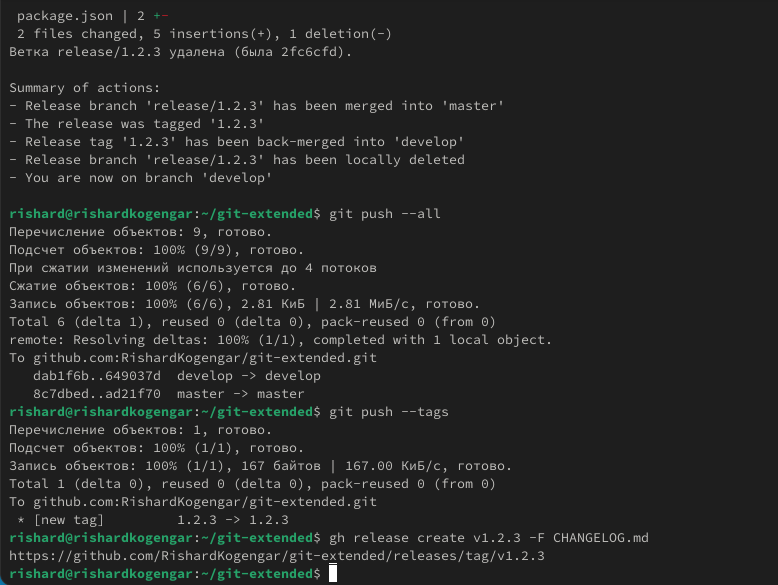 package.json | 2 +-
2 files changed, 5 insertions(+), 1 deletion(-)
Ветка release/1.2.3 удалена (была 2fc6cfd).
Summary of actions:
- Release branch 'release/1.2.3' has been merged into 'master'
- The release was tagged '1.2.3'
- Release tag '1.2.3' has been back-merged into 'develop'
- Release branch 'release/1.2.3' has been locally deleted
- You are now on branch 'develop'
rishard@rishardkogengar:~/git-extended$ git push --all
Перечисление объектов: 9, готово.
Подсчет объектов: 100% (9/9), готово.
При сжатии изменений используется до 4 потоков
Сжатие объектов: 100% (6/6), готово.
Запись объектов: 100% (6/6), 2.81 КиБ | 2.81 МиБ/с, готово.
Total 6 (delta 1), reused 0 (delta 0), pack-reused 0 (from 0)
remote: Resolving deltas: 100% (1/1), completed with 1 local object.
To github.com:RishardKogengar/git-extended.git
dab1f6b..649037d  develop -> develop
8c7dbed..ad21f70  master -> master
rishard@rishardkogengar:~/git-extended$ git push --tags
Перечисление объектов: 1, готово.
Подсчет объектов: 100% (1/1), готово.
Запись объектов: 100% (1/1), 167 байтов | 167.00 КиБ/с, готово.
Total 1 (delta 0), reused 0 (delta 0), pack-reused 0 (from 0)
To github.com:RishardKogengar/git-extended.git
* [new tag]         1.2.3 -> 1.2.3
rishard@rishardkogengar:~/git-extended$ gh release create v1.2.3 -F CHANGELOG.md
https://github.com/RishardKogengar/git-extended/releases/tag/v1.2.3
rishard@rishardkogengar:~/git-extended$